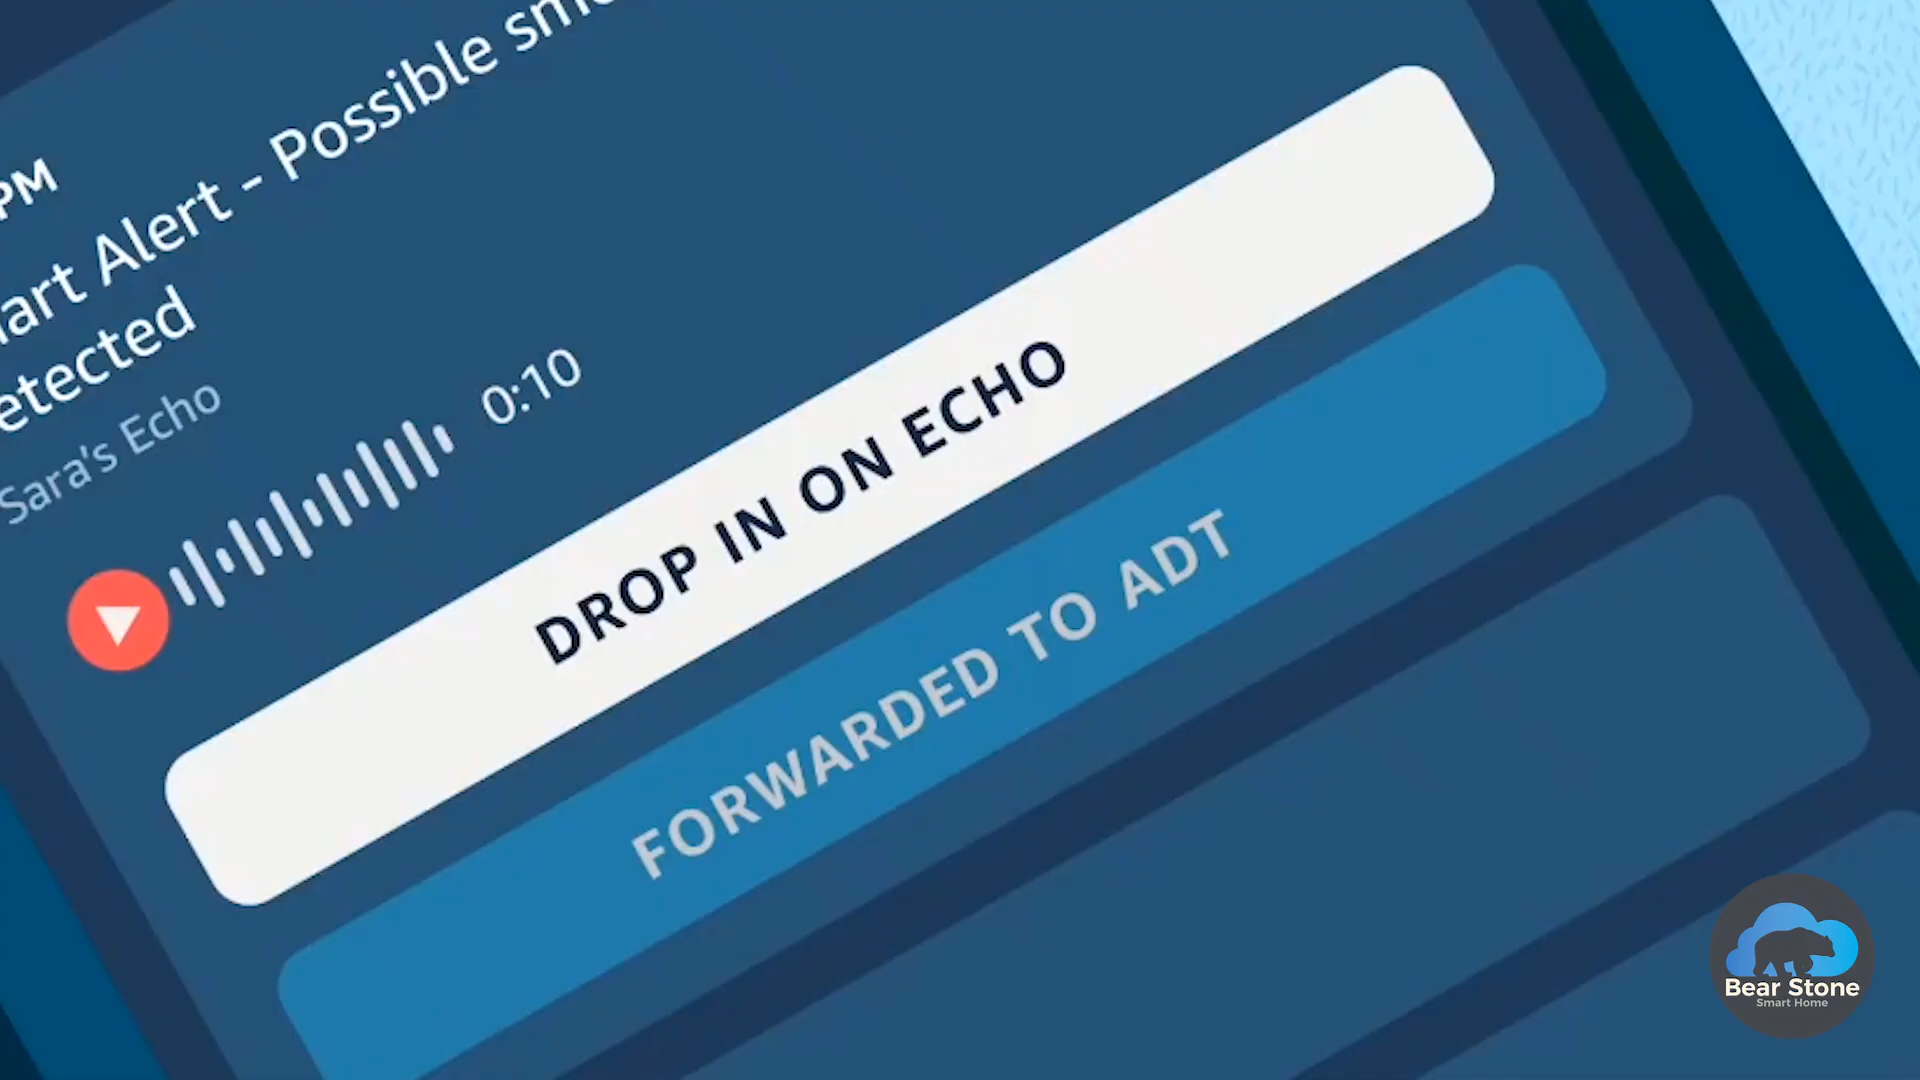 PM
art Alert - Possible
etected
Sara's Echo
0:10
DROP IN ON ECHO
FORWARDED TO ADT
Bear Stone
Smart Home